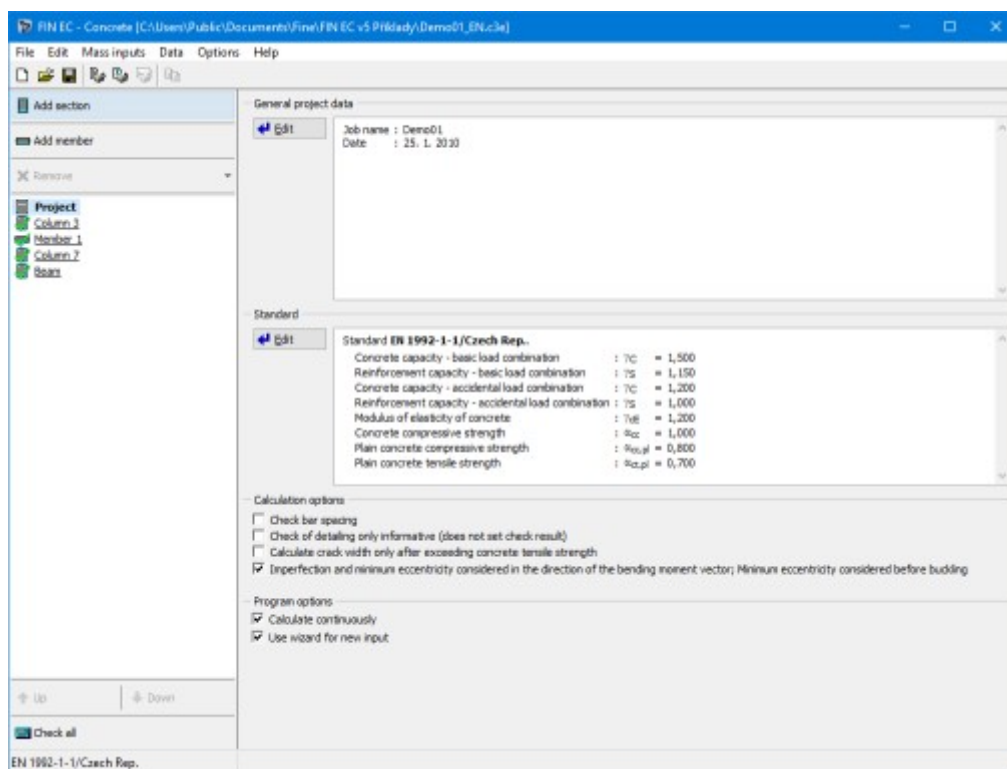 FIN EC - Concrete [C:\Users\Public\Documents\Fine\FIN EC v5 Příklady\Demo01_EN.c3e]
File Edit Mass inputs Data Options Help
Add section
Add member
Remove
Project
Column 3
Member 1
Column 7
Beam
Up Down
Check all
General project data
Edit
Job name : Demo01
Date : 25. 1. 2010
Standard
Edit
Standard EN 1992-1-1/Czech Rep..
Concrete capacity - basic load combination : γC = 1,500
Reinforcement capacity - basic load combination : γS = 1,150
Concrete capacity - accidental load combination : γC = 1,200
Reinforcement capacity - accidental load combination : γS = 1,000
Modulus of elasticity of concrete : γcE = 1,200
Concrete compressive strength : αcc = 1,000
Plain concrete compressive strength : αcc,pl = 0,800
Plain concrete tensile strength : αct,pl = 0,700
Calculation options
Check bar spacing
Check of detailing only informative (does not set check result)
Calculate crack width only after exceeding concrete tensile strength
Imperfection and minimum eccentricity considered in the direction of the bending moment vector; Minimum eccentricity considered before buckling
Program options
Calculate continuously
Use wizard for new input
EN 1992-1-1/Czech Rep.